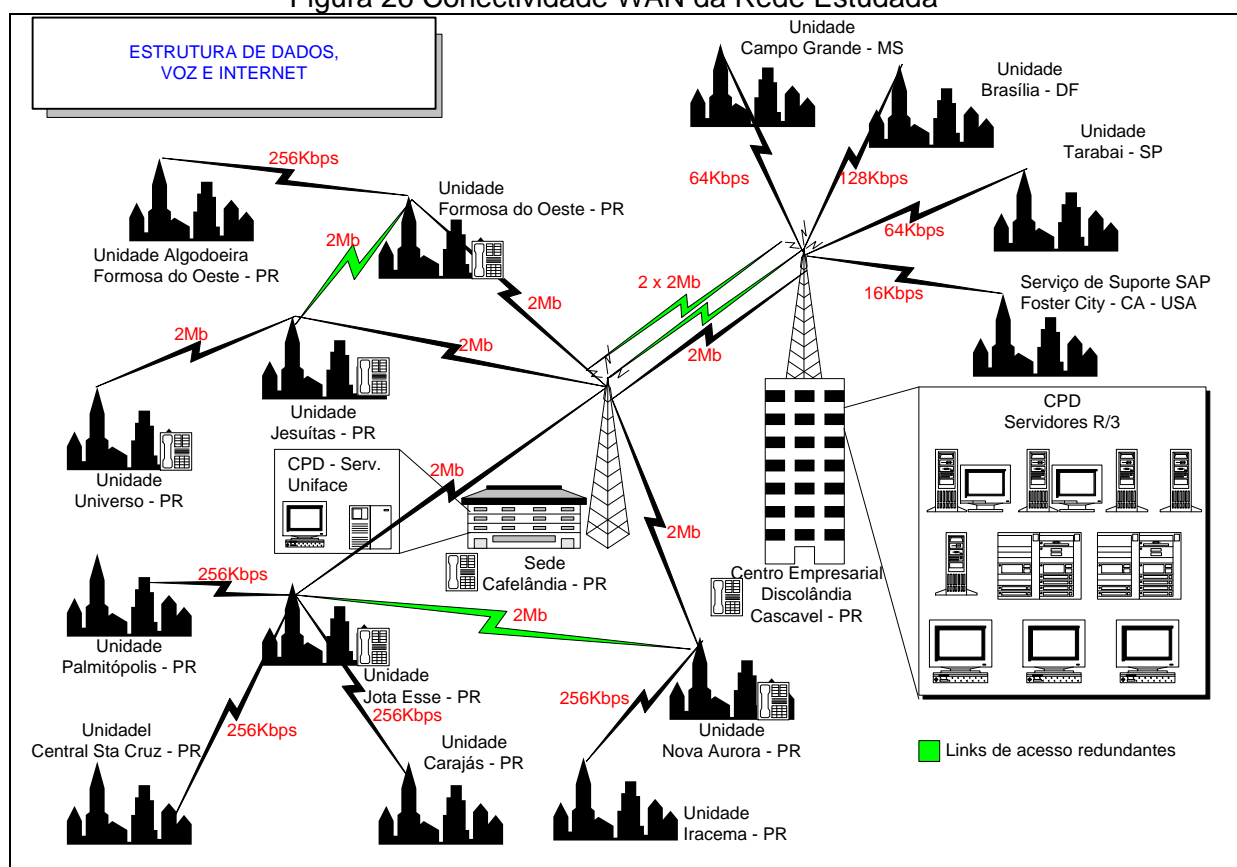 Figura 26 Conectividade WAN da Rede Estudada
ESTRUTURA DE DADOS,
VOZ E INTERNET
Unidade
Campo Grande - MS
Unidade
Brasília - DF
Unidade
Tarabai - SP
256Kbps
Unidade
Formosa do Oeste - PR
64Kbps
128Kbps
64Kbps
Unidade Algodoeira
Formosa do Oeste - PR
2Mb
2Mb
2 x 2Mb
16Kbps
Serviço de Suporte SAP
Foster City - CA - USA
2Mb
2Mb
2Mb
Unidade
Jesuítas - PR
CPD
Servidores R/3
Unidade
Universo - PR
CPD - Serv.
Uniface
2Mb
2Mb
Sede
Cafelândia - PR
Centro Empresarial
Discolândia
Cascavel - PR
256Kbps
2Mb
Unidade
Palmitópolis - PR
Unidade
Jota Esse - PR
256Kbps
256Kbps
256Kbps
Unidade
Nova Aurora - PR
Unidadel
Central Sta Cruz - PR
Unidade
Carajás - PR
Links de acesso redundantes
Unidade
Iracema - PR